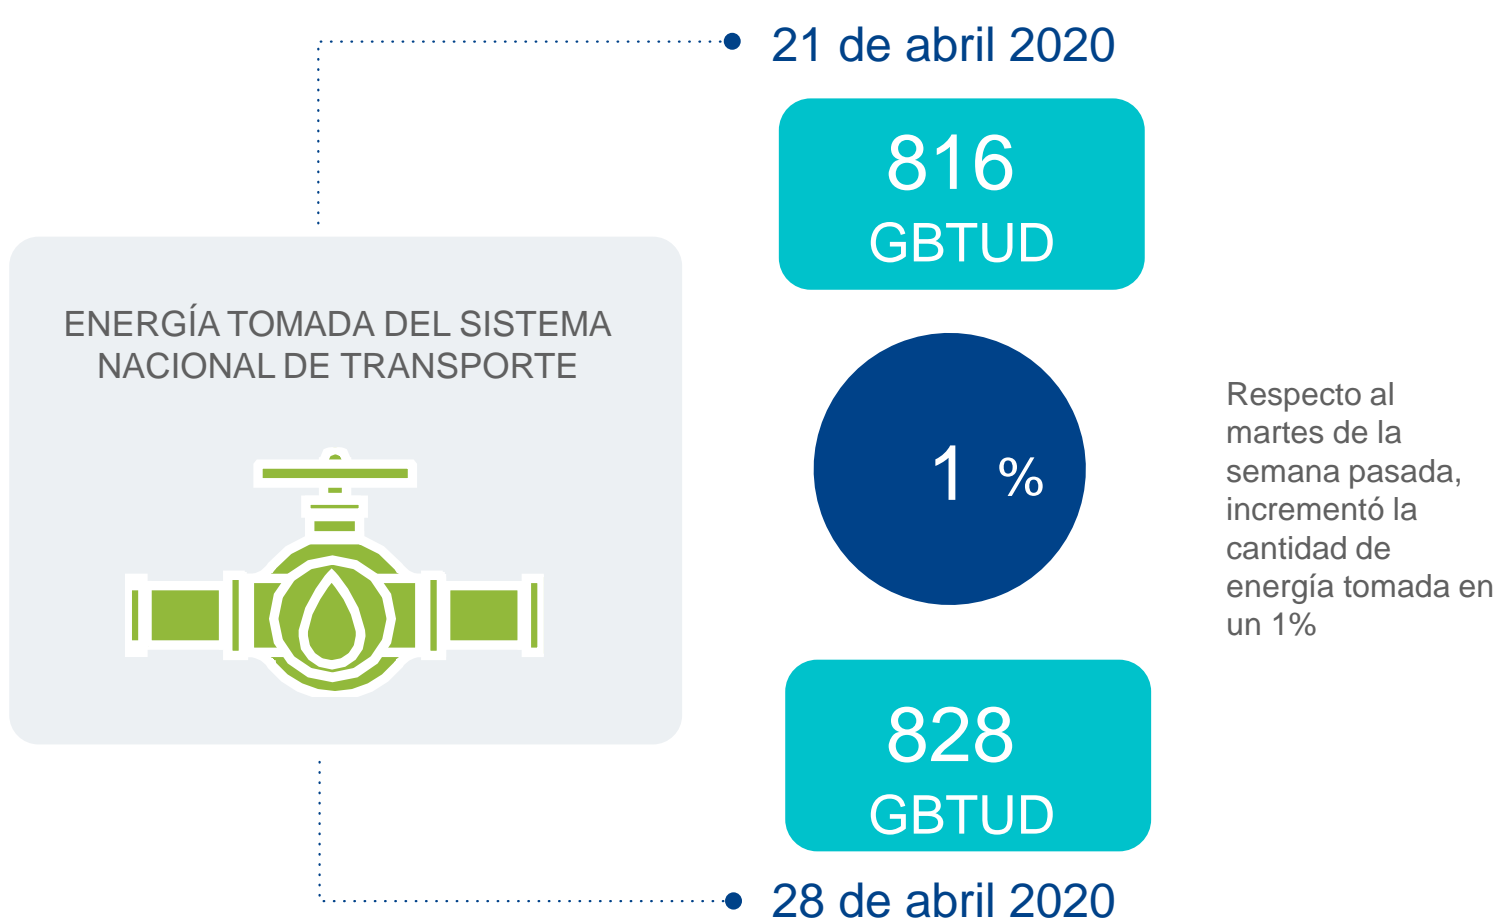 21 de abril 2020
816
GBTUD
ENERGÍA TOMADA DEL SISTEMA
NACIONAL DE TRANSPORTE
1 %
Respecto al
martes de la
semana pasada,
incrementó la
cantidad de
energía tomada en
un 1%
828
GBTUD
28 de abril 2020